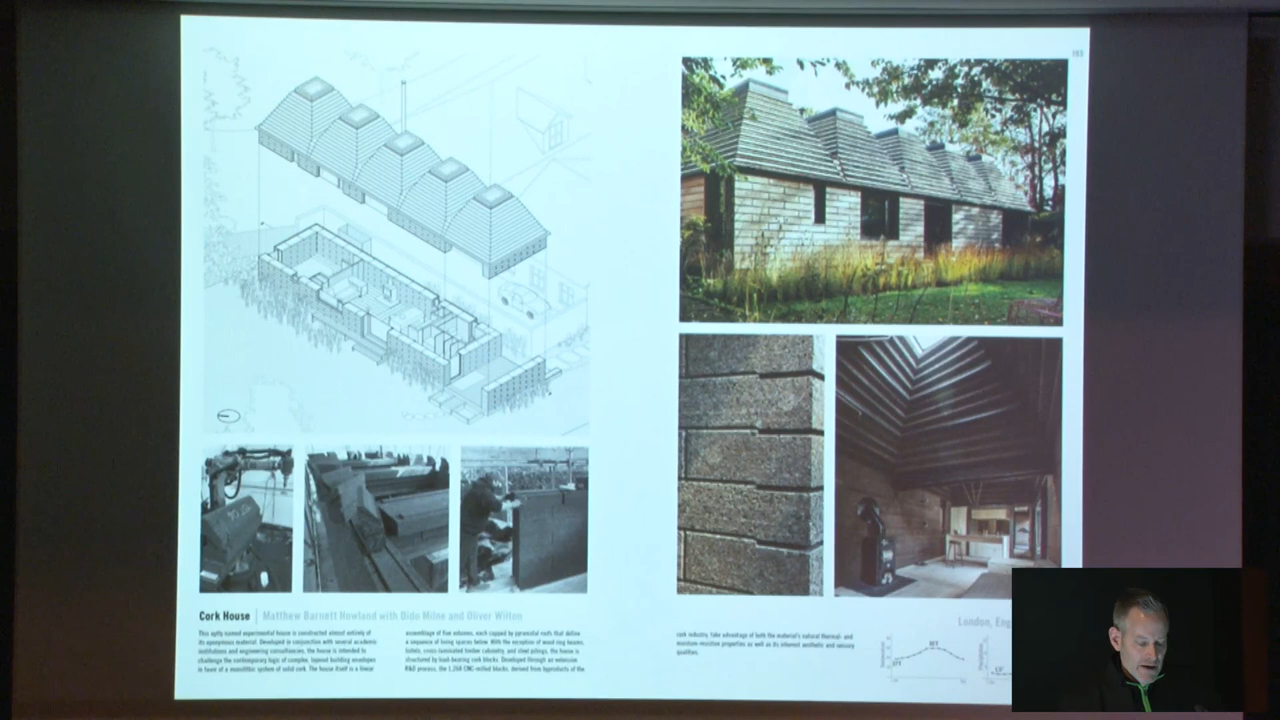 183
Cork House | Matthew Barnett Howland with Dido Milne and Oliver Wilton
This aptly named experimental house is constructed almost entirely of
its eponymous material. Developed in conjunction with several academic
institutions and engineering consultancies, the house is intended to
challenge the contemporary logic of complex, layered building envelopes
in favor of a monolithic system of solid cork. The house itself is a linear
assemblage of five volumes, each capped by pyramidal roofs that define
a sequence of living spaces below. With the exception of wood ring beams,
lintels, cross-laminated timber cabinetry, and steel pilings, the house is
structured by load-bearing cork blocks. Developed through an extensive
R&D process, the 1,268 CNC-milled blocks, derived from byproducts of the
London, Eng
cork industry, take advantage of both the material's natural thermal- and
moisture-resistive properties as well as its inherent aesthetic and sensory
qualities.